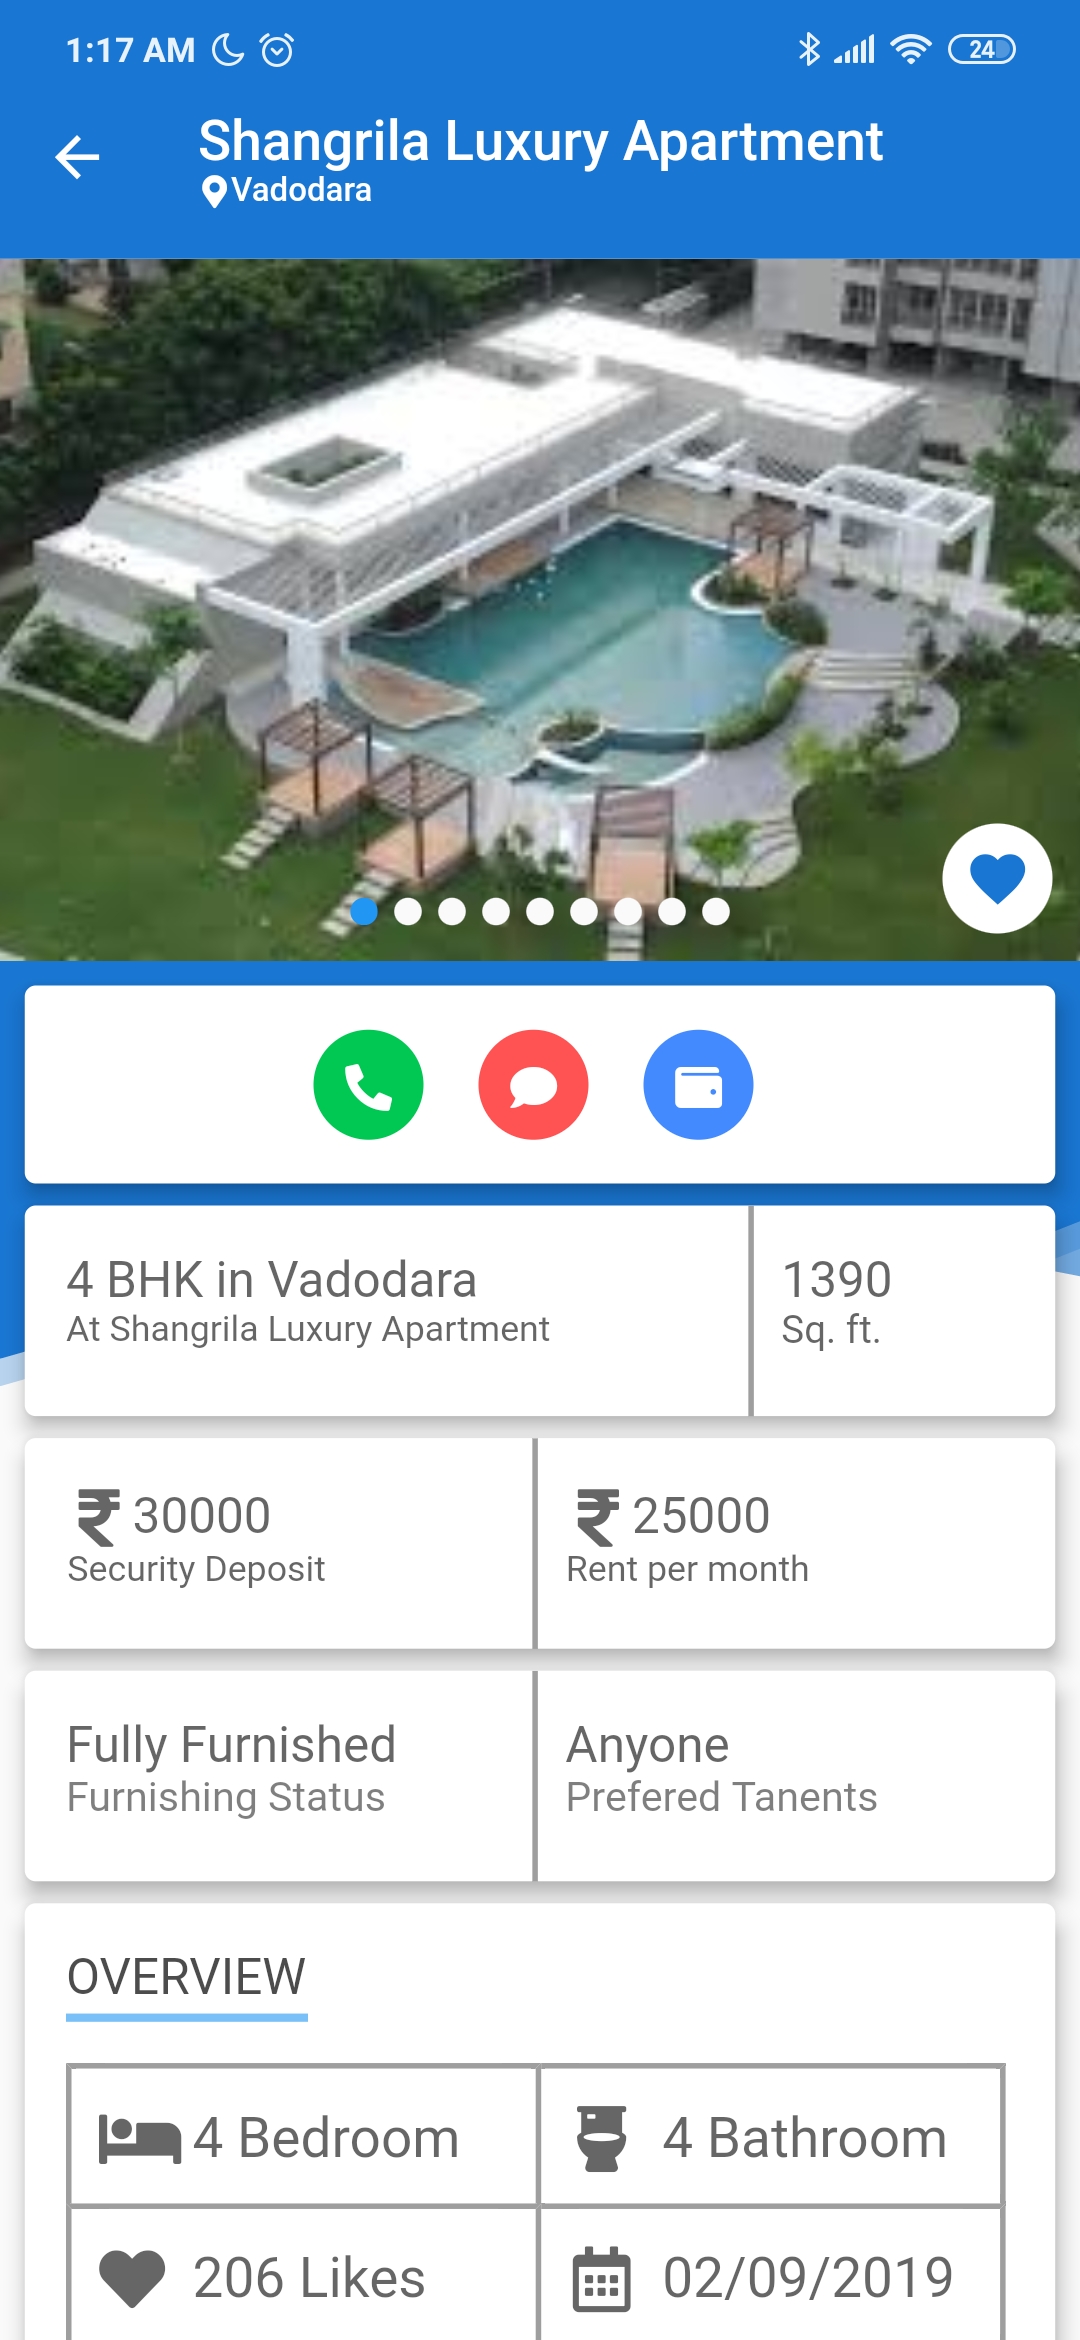 1:17 AM
24
Shangrila Luxury Apartment
Vadodara
4 BHK in Vadodara
At Shangrila Luxury Apartment
1390
Sq. ft.
₹ 30000
Security Deposit
₹ 25000
Rent per month
Fully Furnished
Furnishing Status
Anyone
Prefered Tanents
OVERVIEW
4 Bedroom
4 Bathroom
206 Likes
02/09/2019